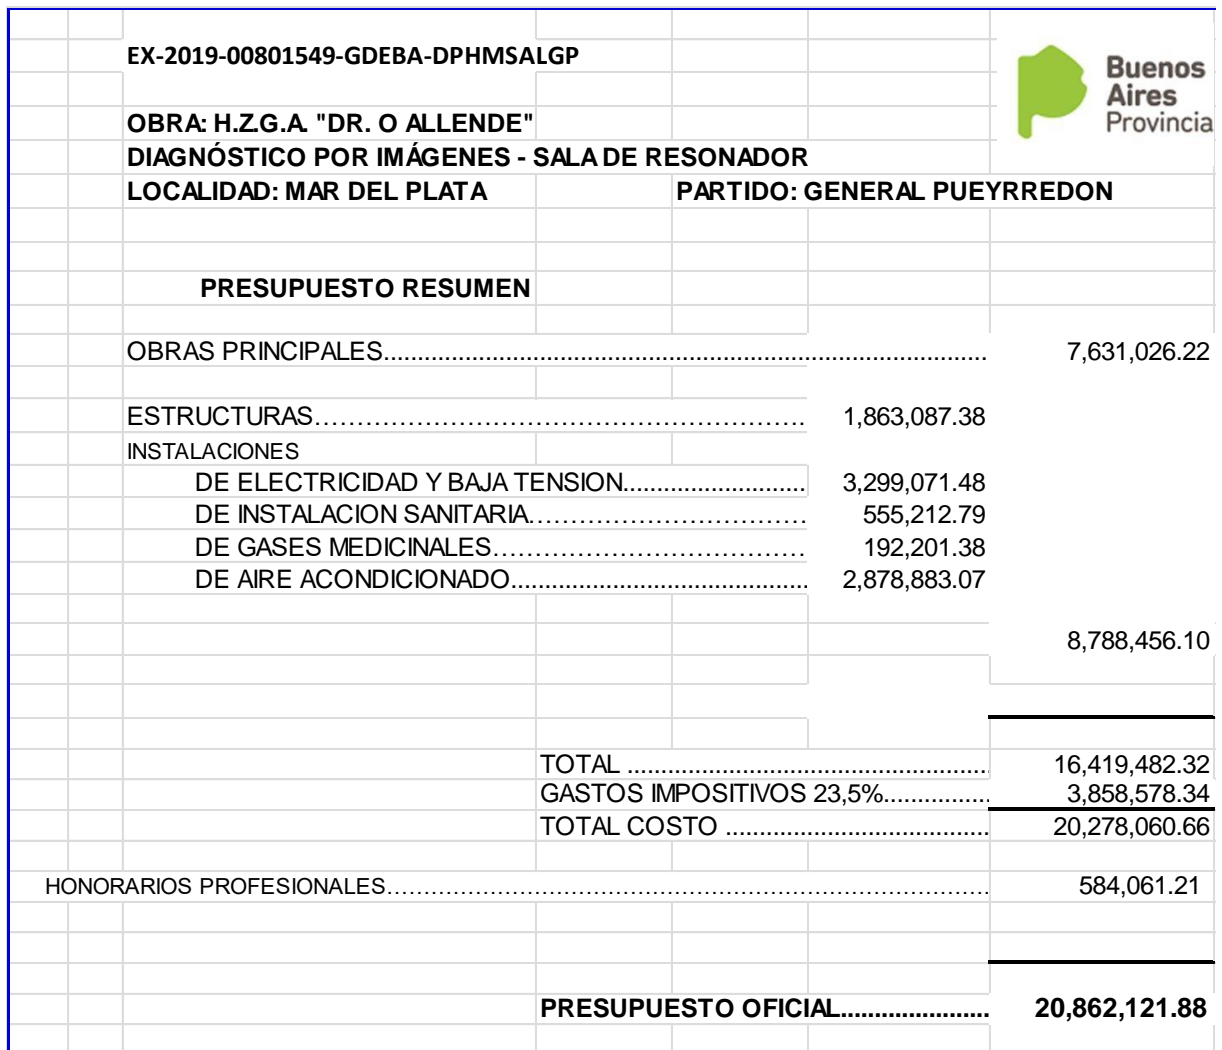 EX-2019-00801549-GDEBA-DPHMSALGP
Buenos
Aires
Provincia
OBRA: H.Z.G.A. "DR. O ALLENDE"
DIAGNÓSTICO POR IMÁGENES - SALA DE RESONADOR
LOCALIDAD: MAR DEL PLATA PARTIDO: GENERAL PUEYRREDON
PRESUPUESTO RESUMEN
OBRAS PRINCIPALES.......................................................................................... 7,631,026.22
ESTRUCTURAS………………………………………………… 1,863,087.38
INSTALACIONES
DE ELECTRICIDAD Y BAJA TENSION........................... 3,299,071.48
DE INSTALACION SANITARIA…………………………… 555,212.79
DE GASES MEDICINALES……………………………… 192,201.38
DE AIRE ACONDICIONADO............................................ 2,878,883.07
8,788,456.10
TOTAL ...................................................... 16,419,482.32
GASTOS IMPOSITIVOS 23,5%................ 3,858,578.34
TOTAL COSTO ....................................... 20,278,060.66
HONORARIOS PROFESIONALES………………………………………………………………… 584,061.21
PRESUPUESTO OFICIAL...................... 20,862,121.88